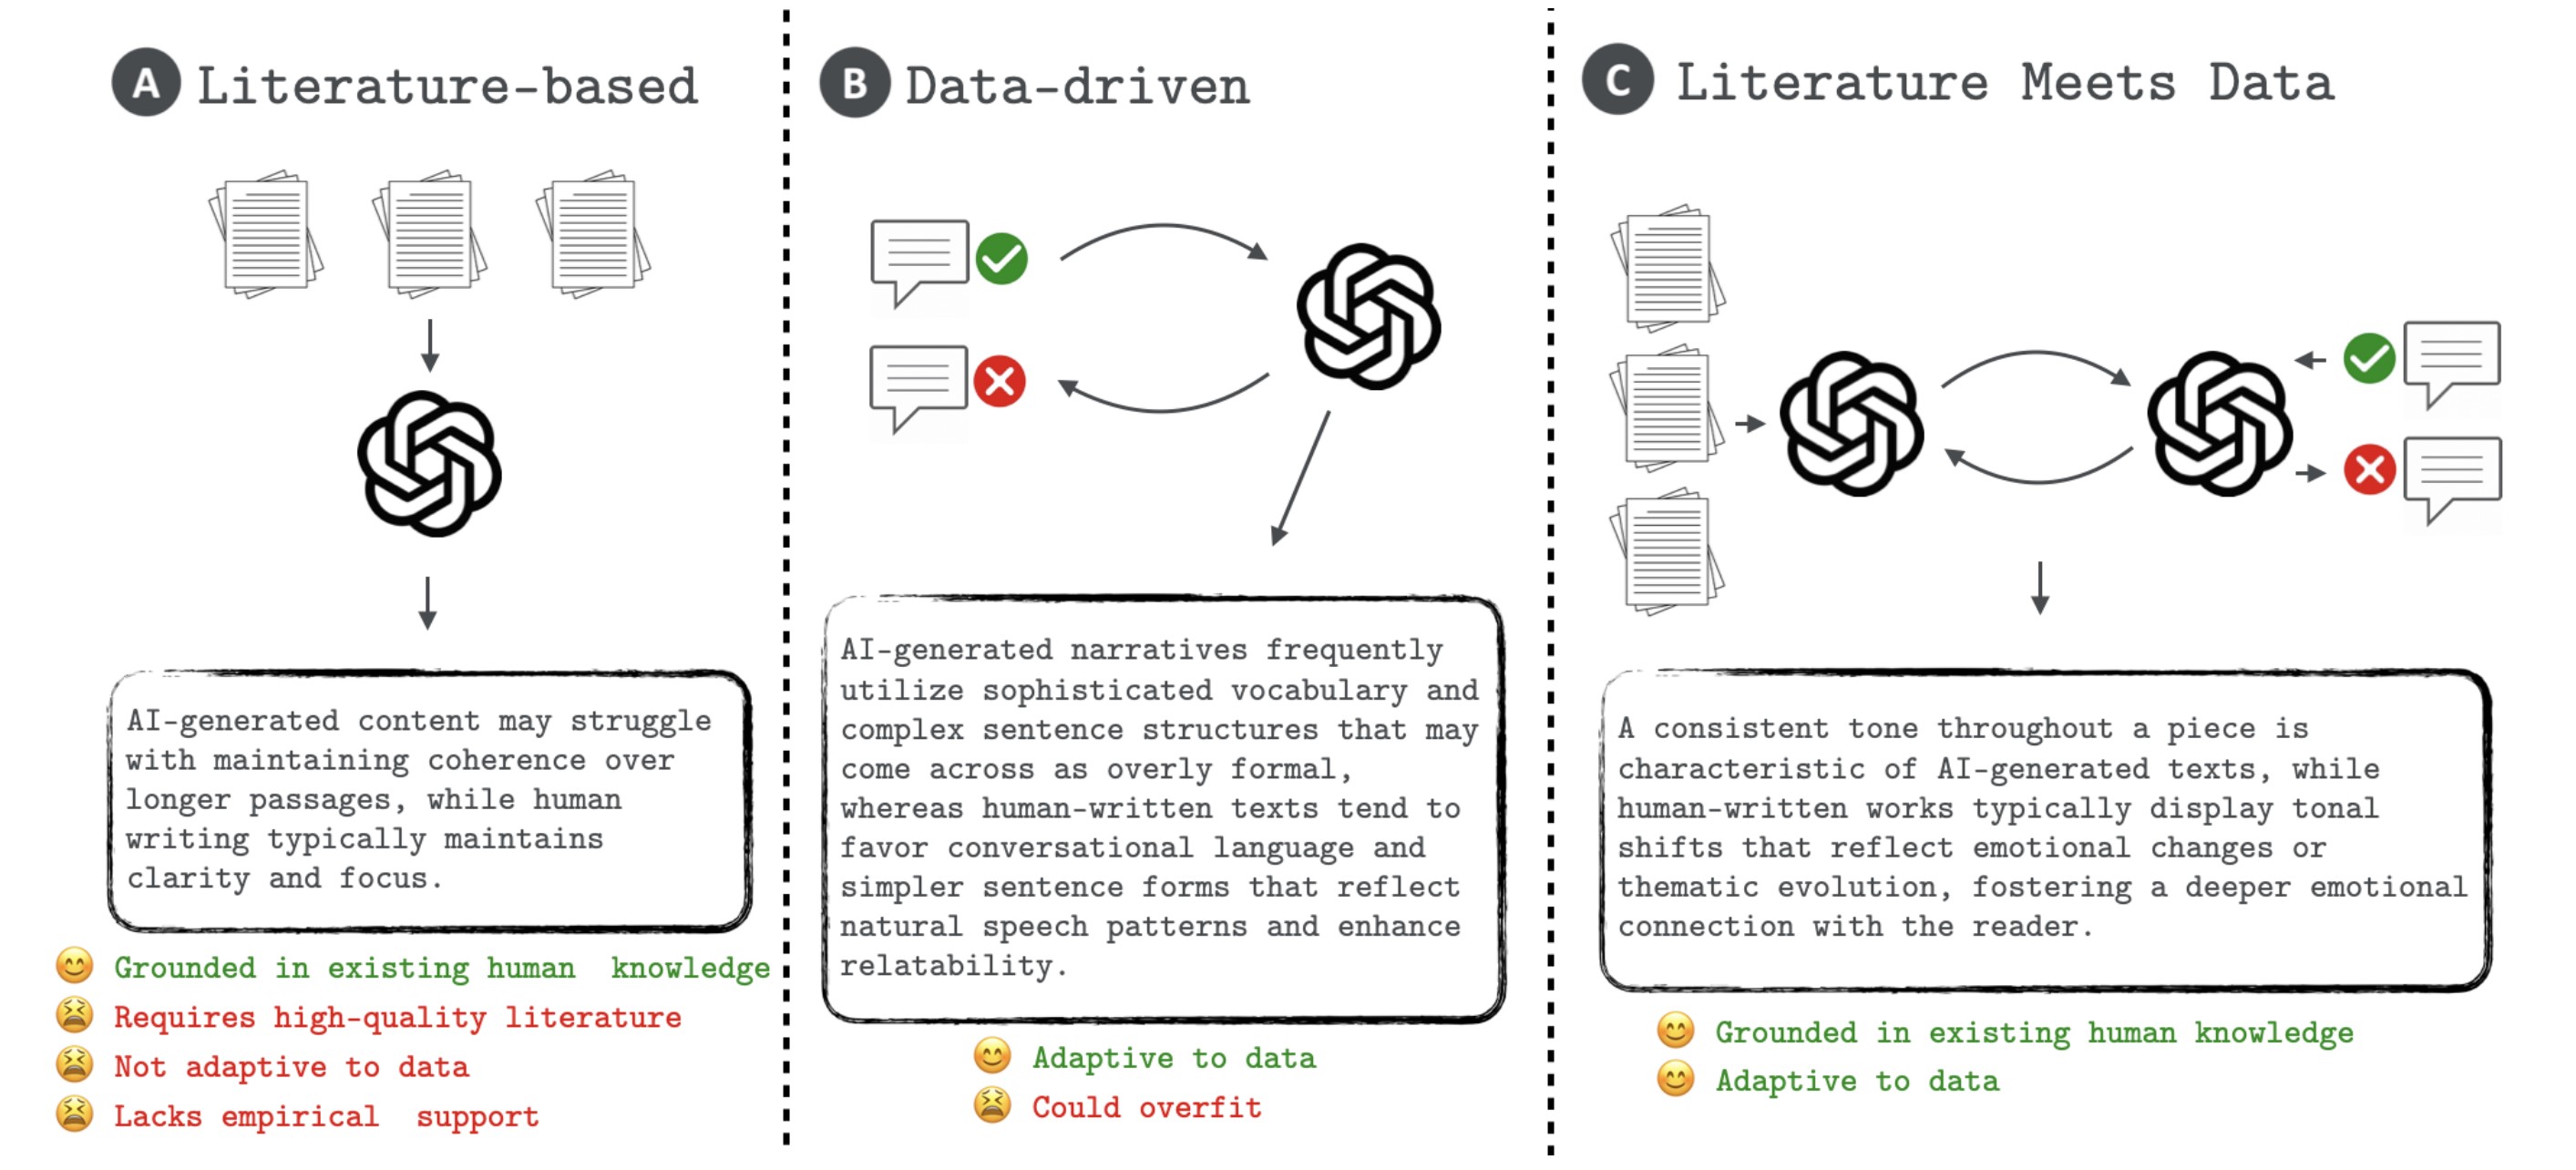 A Literature-based
AI-generated content may struggle
with maintaining coherence over
longer passages, while human
writing typically maintains
clarity and focus.
Grounded in existing human knowledge
Requires high-quality literature
Not adaptive to data
Lacks empirical support
B Data-driven
AI-generated narratives frequently
utilize sophisticated vocabulary and
complex sentence structures that may
come across as overly formal,
whereas human-written texts tend to
favor conversational language and
simpler sentence forms that reflect
natural speech patterns and enhance
relatability.
Adaptive to data
Could overfit
C Literature Meets Data
A consistent tone throughout a piece is
characteristic of AI-generated texts, while
human-written works typically display tonal
shifts that reflect emotional changes or
thematic evolution, fostering a deeper emotional
connection with the reader.
Grounded in existing human knowledge
Adaptive to data